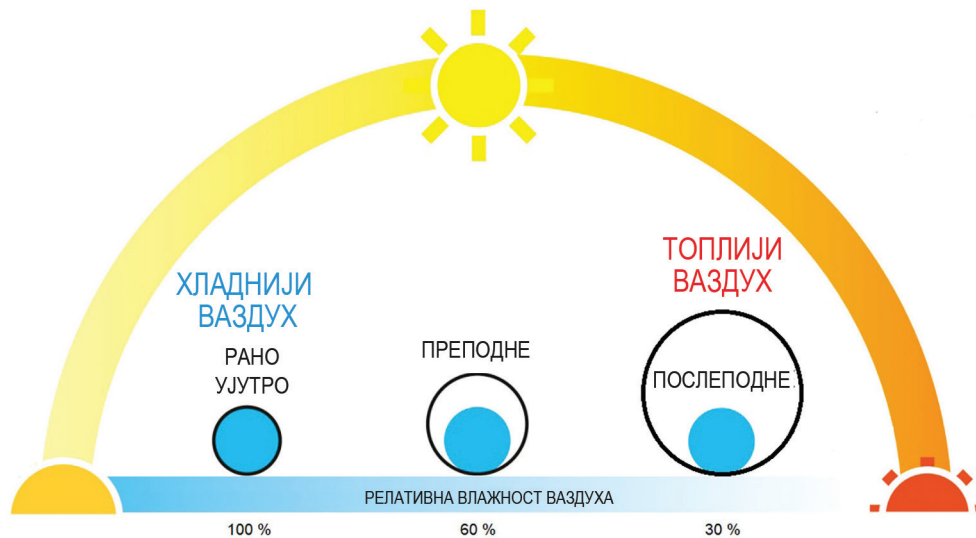 ХЛАДНИЈИ
ВАЗДУХ
РАНО
УЈУТРО
ПРЕПОДНЕ
ТОПЛИЈИ
ВАЗДУХ
ПОСЛЕПОДНЕ
РЕЛАТИВНА ВЛАЖНОСТ ВАЗДУХА
100 %
60 %
30 %